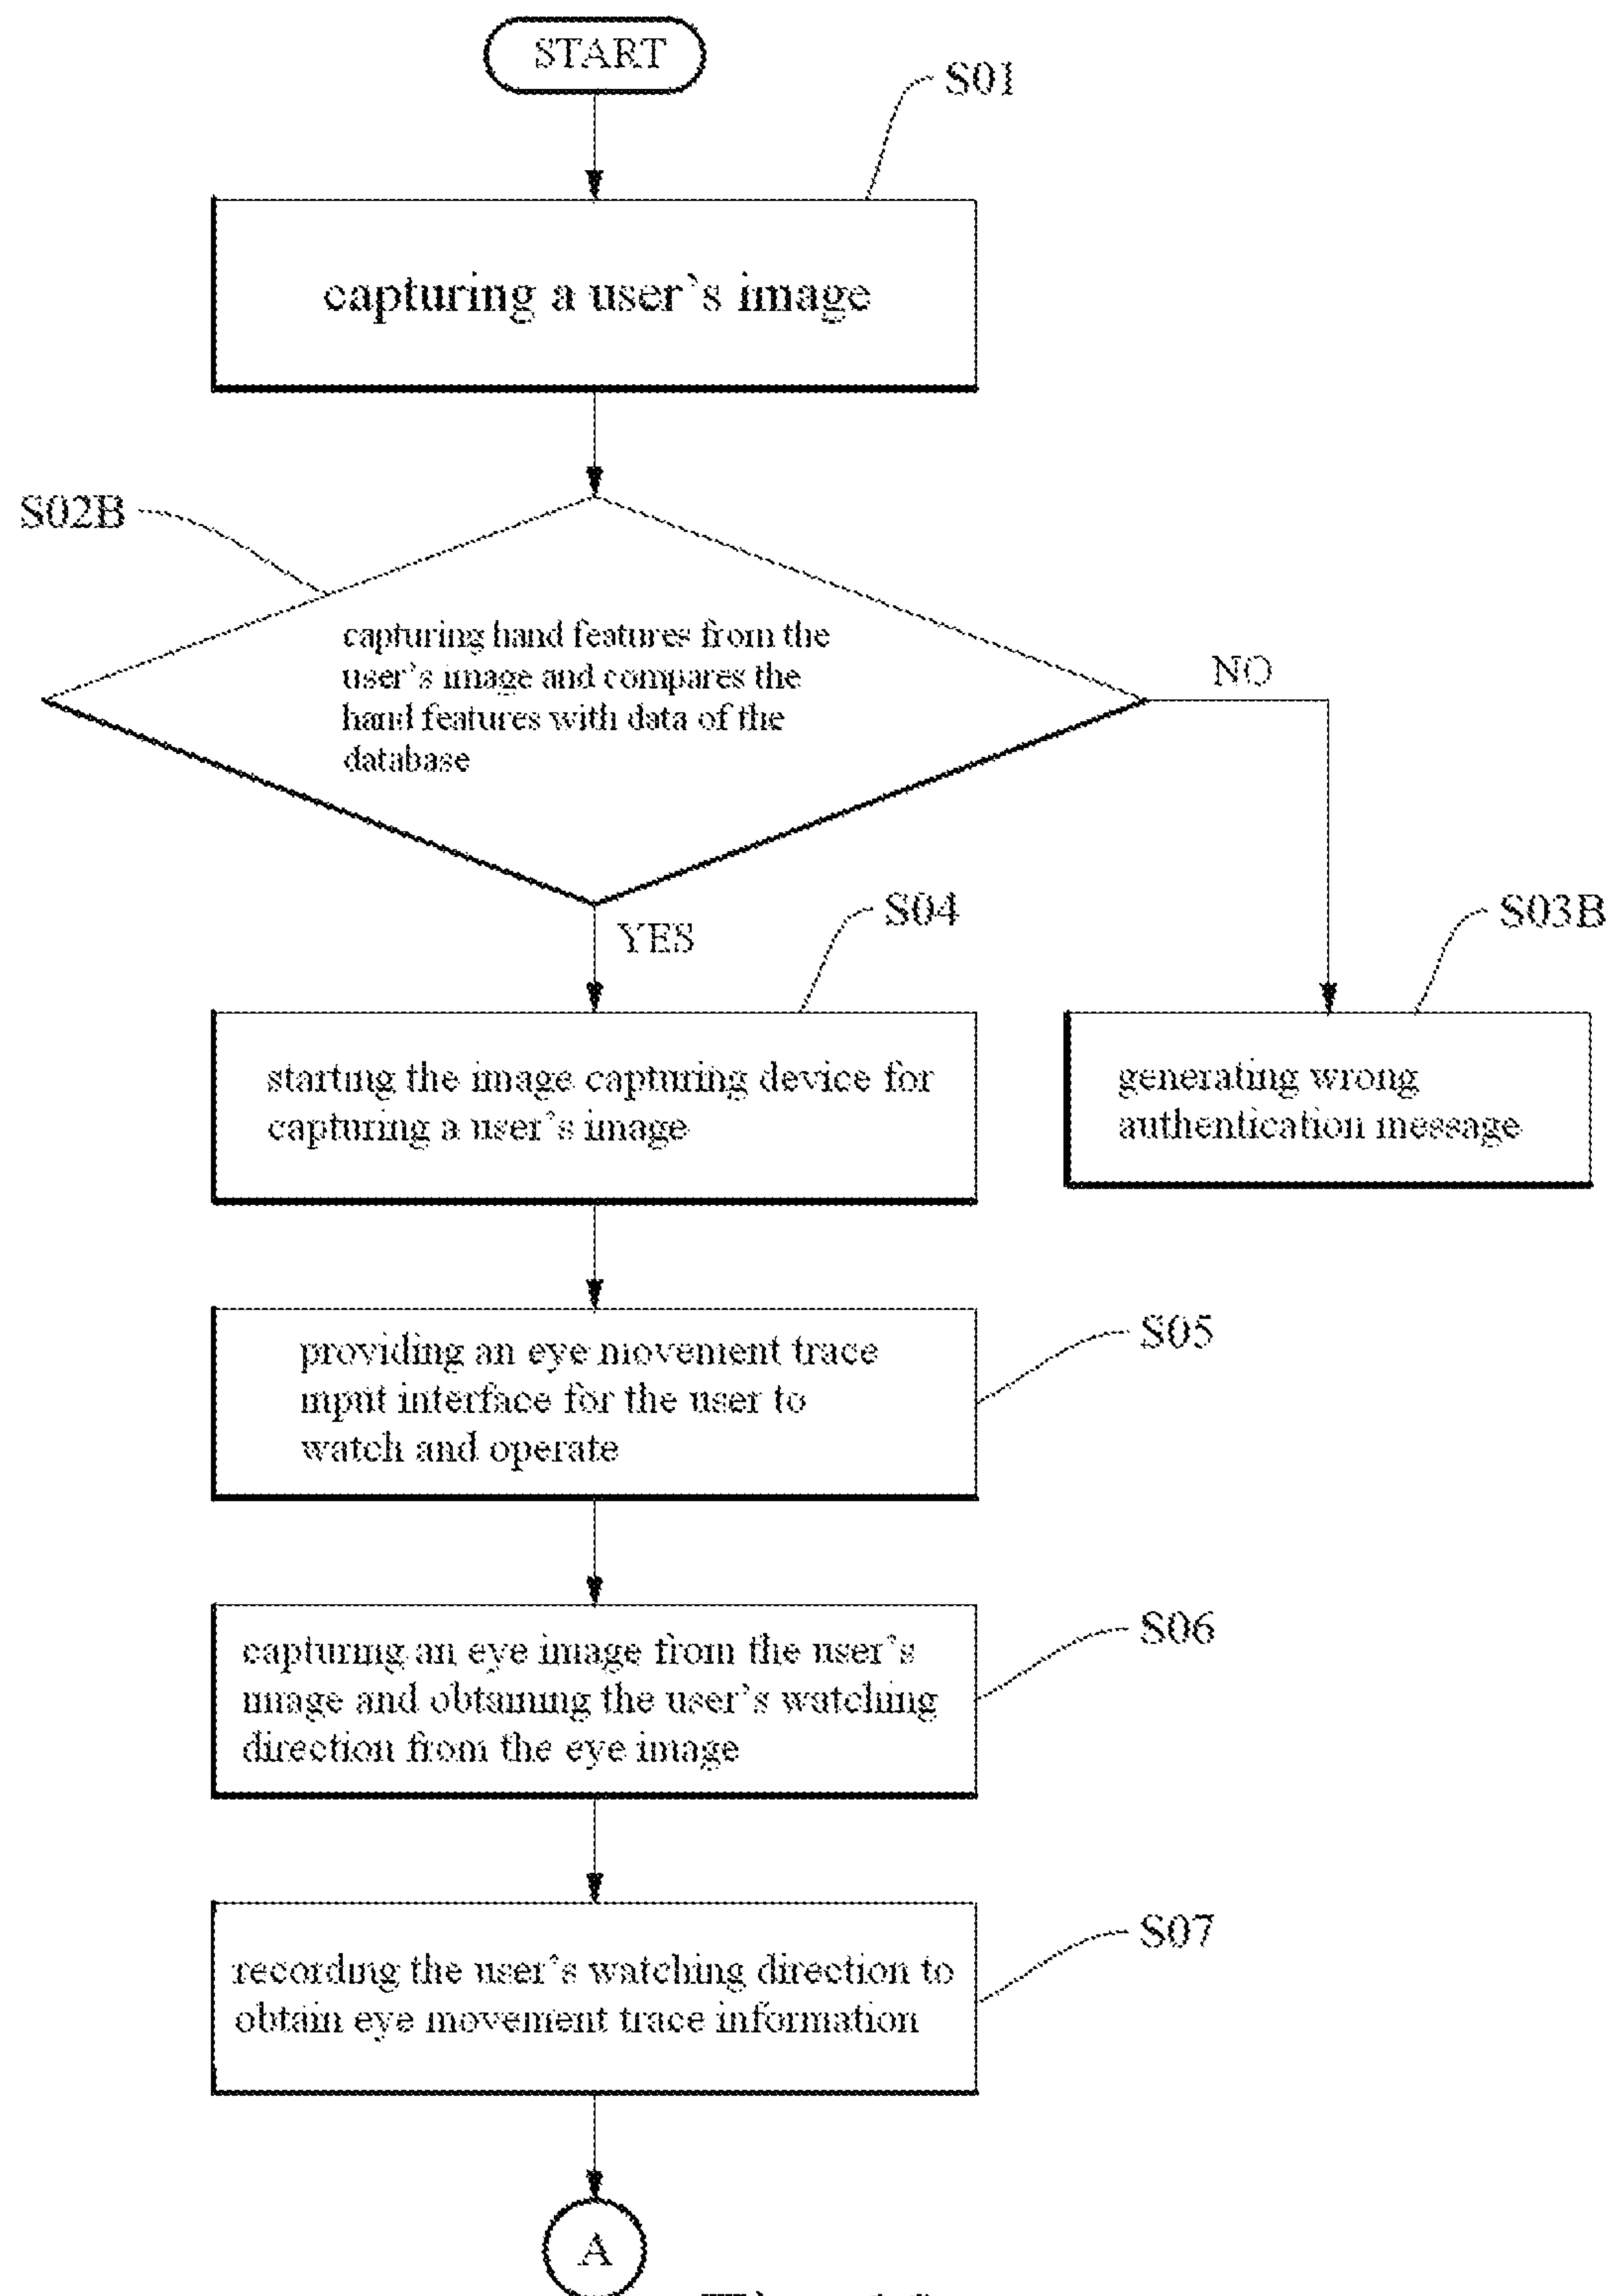 START
S01
capturing a user`s image
S02B
capturing hand features from the
user's image and compares the
hand features with data of the
database
NO
YES
S04
S03B
starting the image capturing device for
capturing a user's image
generating wrong
authentication message
providing an eye movement trace
input interface for the user to
watch and operate
S05
capturing an eye image from the user's
image and obtaining the user's watching
direction from the eye image
S06
recording the user's watching direction to
obtain eye movement trace information
S07
A